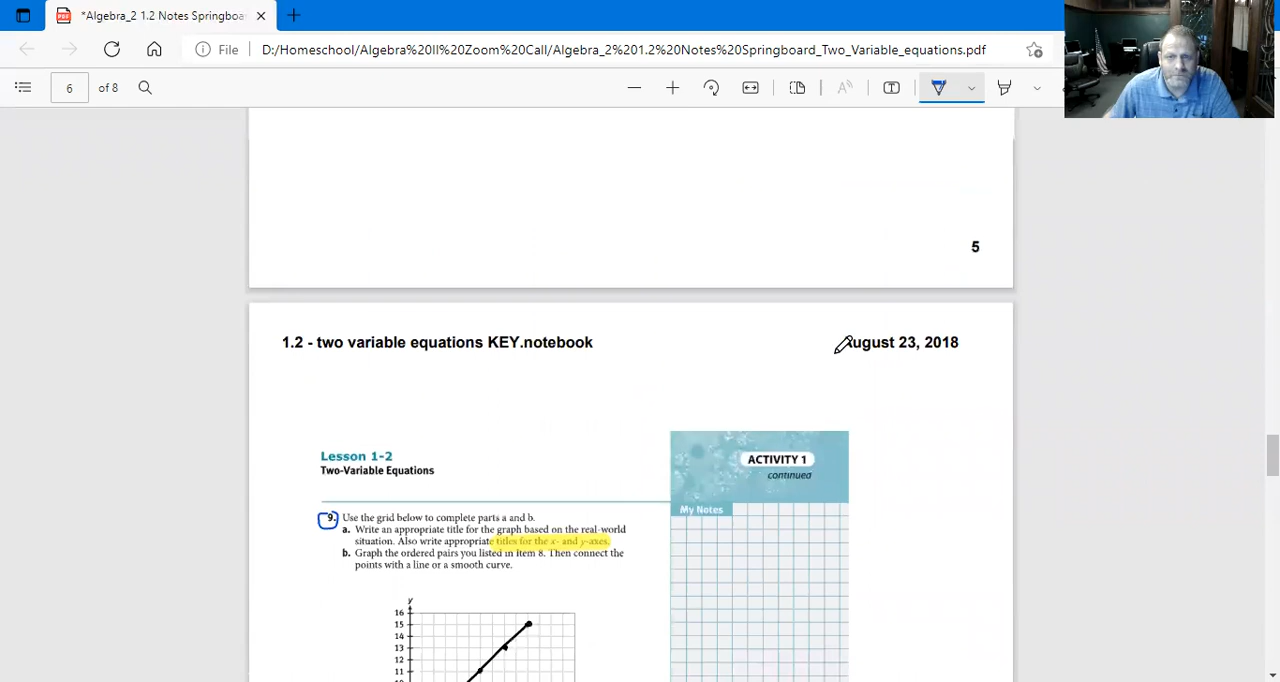 *Algebra_2 1.2 Notes Springboa
File
D:/Homeschool/Algebra%20II%20Zoom%20Call/Algebra_2%201.2%20Notes%20Springboard_Two_Variable_equations.pdf
6 of 8
5
1.2 - two variable equations KEY.notebook
August 23, 2018
Lesson 1-2
Two-Variable Equations
ACTIVITY 1
continued
My Notes
9. Use the grid below to complete parts a and b.
a. Write an appropriate title for the graph based on the real-world
situation. Also write appropriate titles for the x- and y-axes.
b. Graph the ordered pairs you listed in Item 8. Then connect the
points with a line or a smooth curve.
y
16
15
14
13
12
11